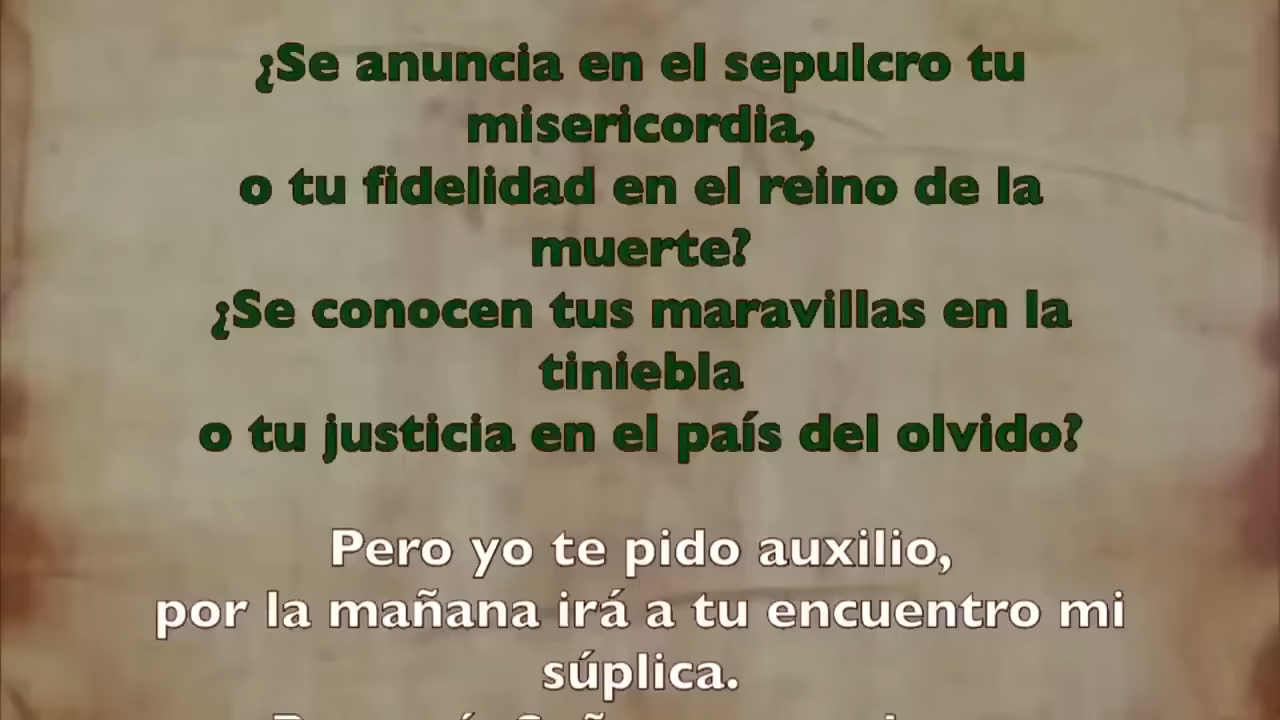 ¿Se anuncia en el sepulcro tu
misericordia,
o tu fidelidad en el reino de la
muerte?
¿Se conocen tus maravillas en la
tiniebla
o tu justicia en el país del olvido?
Pero yo te pido auxilio,
por la mañana irá a tu encuentro mi
súplica.